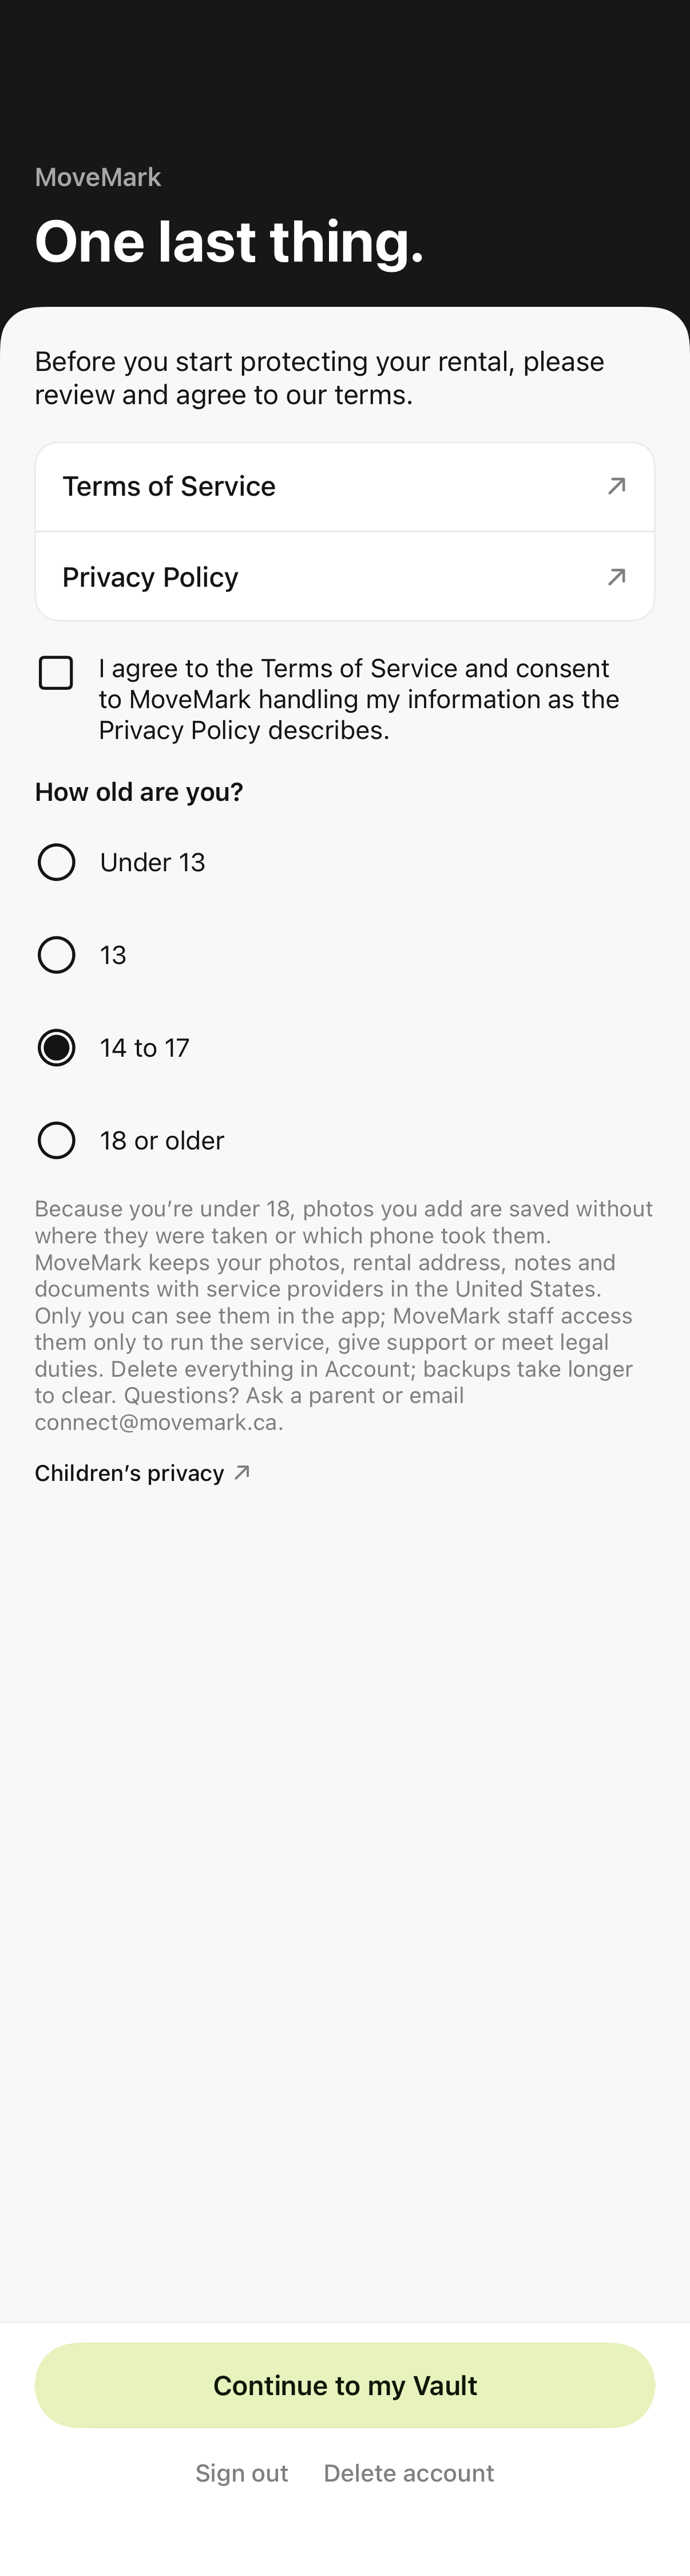 MoveMark
One last thing.
Before you start protecting your rental, please
review and agree to our terms.
Terms of Service
Privacy Policy
I agree to the Terms of Service and consent
to MoveMark handling my information as the
Privacy Policy describes.
How old are you?
Under 13
13
14 to 17
18 or older
Because you’re under 18, photos you add are saved without
where they were taken or which phone took them.
MoveMark keeps your photos, rental address, notes and
documents with service providers in the United States.
Only you can see them in the app; MoveMark staff access
them only to run the service, give support or meet legal
duties. Delete everything in Account; backups take longer
to clear. Questions? Ask a parent or email
connect@movemark.ca.
Children’s privacy
Continue to my Vault
Sign out Delete account